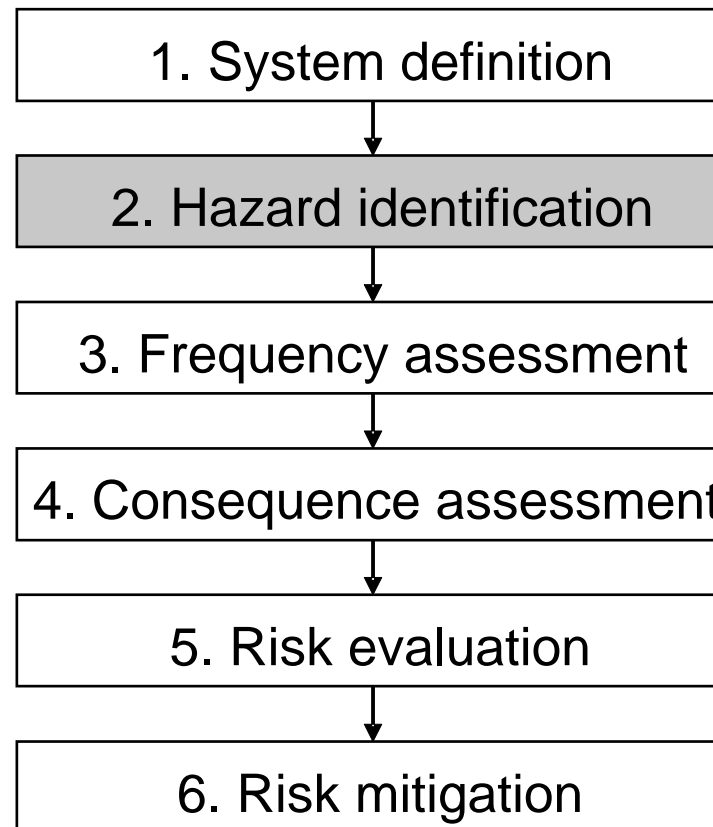 1. System definition
2. Hazard identification
3. Frequency assessment
4. Consequence assessment
5. Risk evaluation
6. Risk mitigation